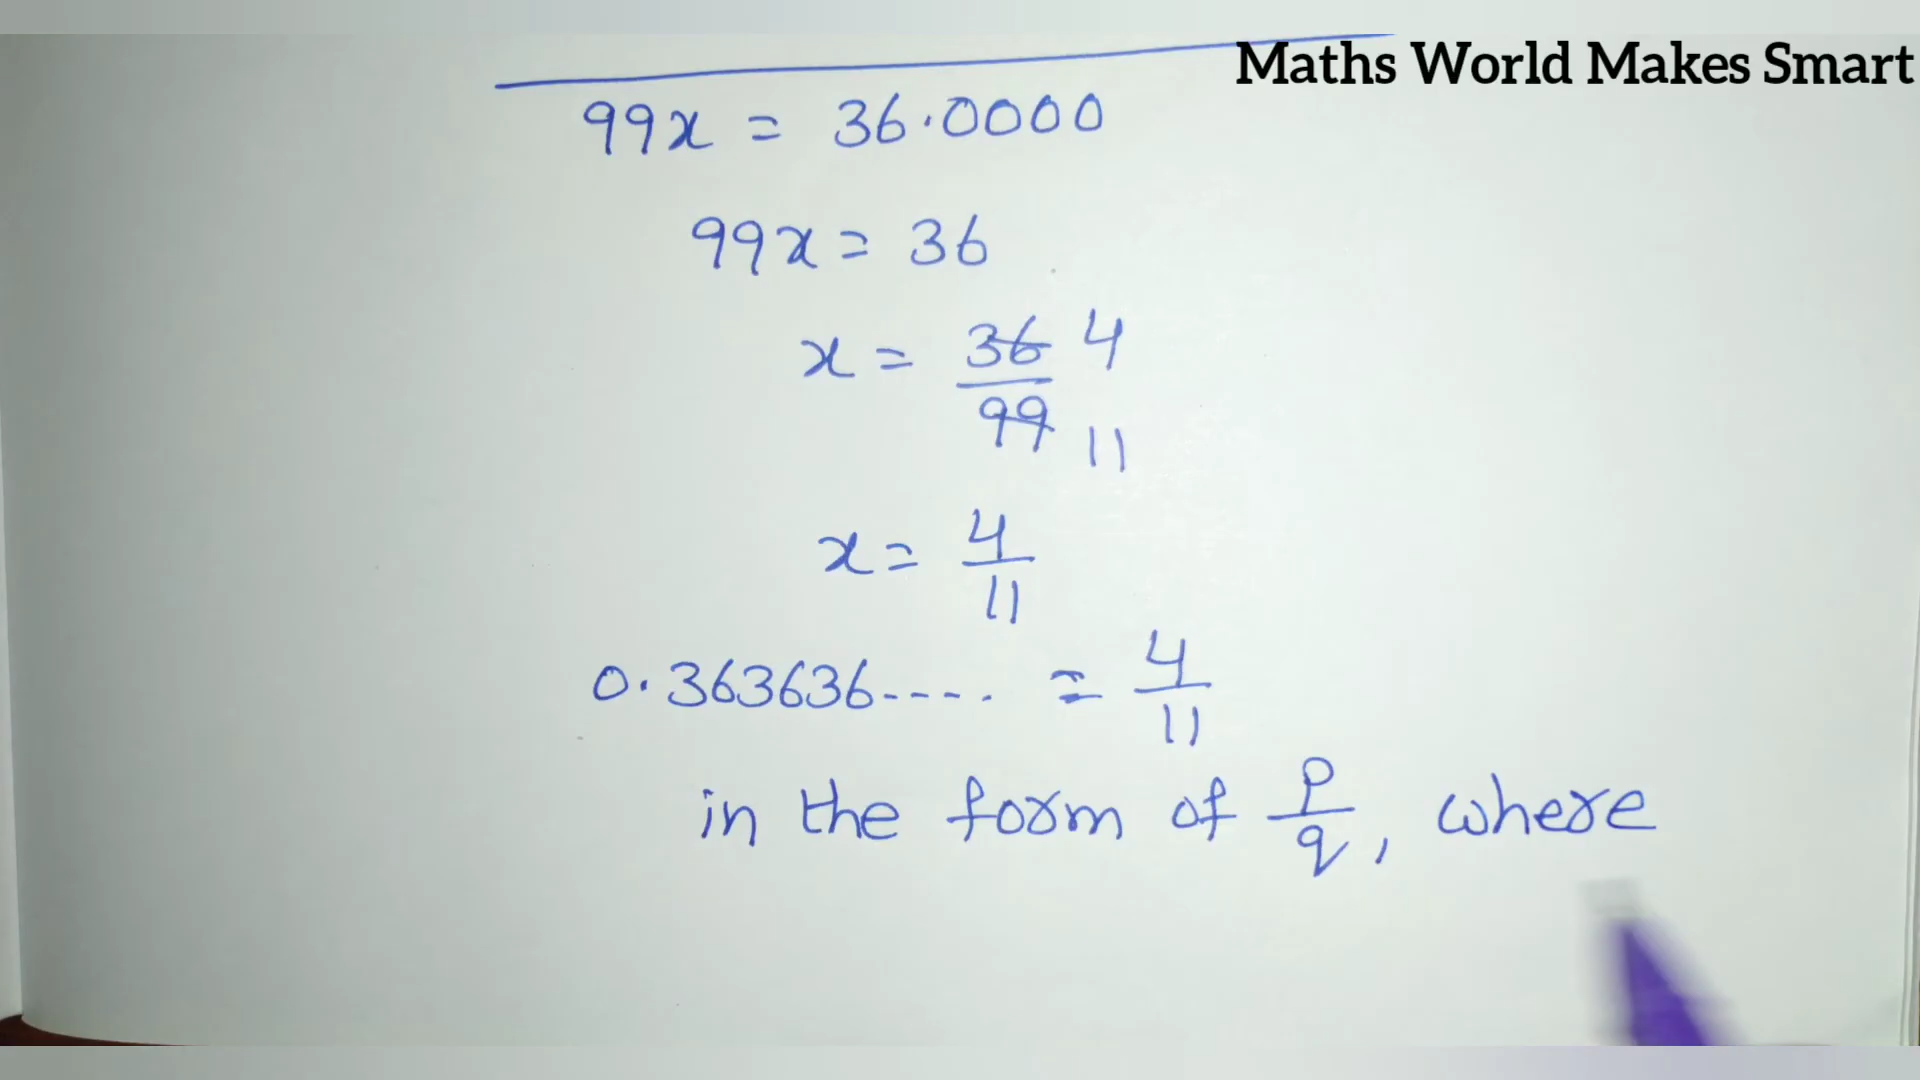 Maths World Makes Smart
99x = 36.0000
99x = 36
x = 36/99 4/11
x = 4/11
0.363636----. = 4/11
in the form of p/q, where